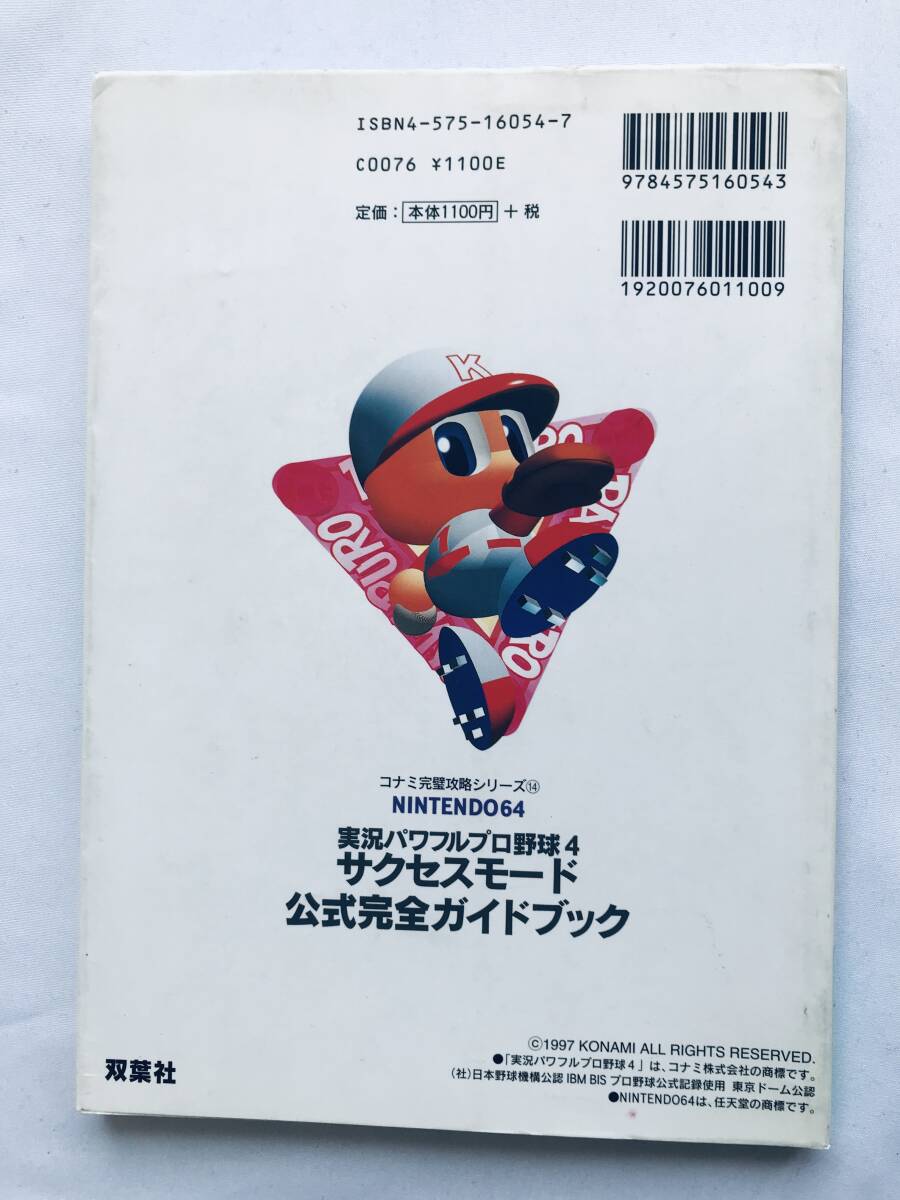 ISBN4-575-16054-7
C0076 ¥1100E
定価：本体1100円＋税
9784575160543
1920076011009
K
PURO
PA
RO
コナミ完璧攻略シリーズ⑭
NINTENDO64
実況パワフルプロ野球4
サクセスモード
公式完全ガイドブック
双葉社
©1997 KONAMI ALL RIGHTS RESERVED.
●「実況パワフルプロ野球4」は、コナミ株式会社の商標です。
(社)日本野球機構公認 IBM BIS プロ野球公式記録使用 東京ドーム公認
●NINTENDO64は、任天堂の商標です。